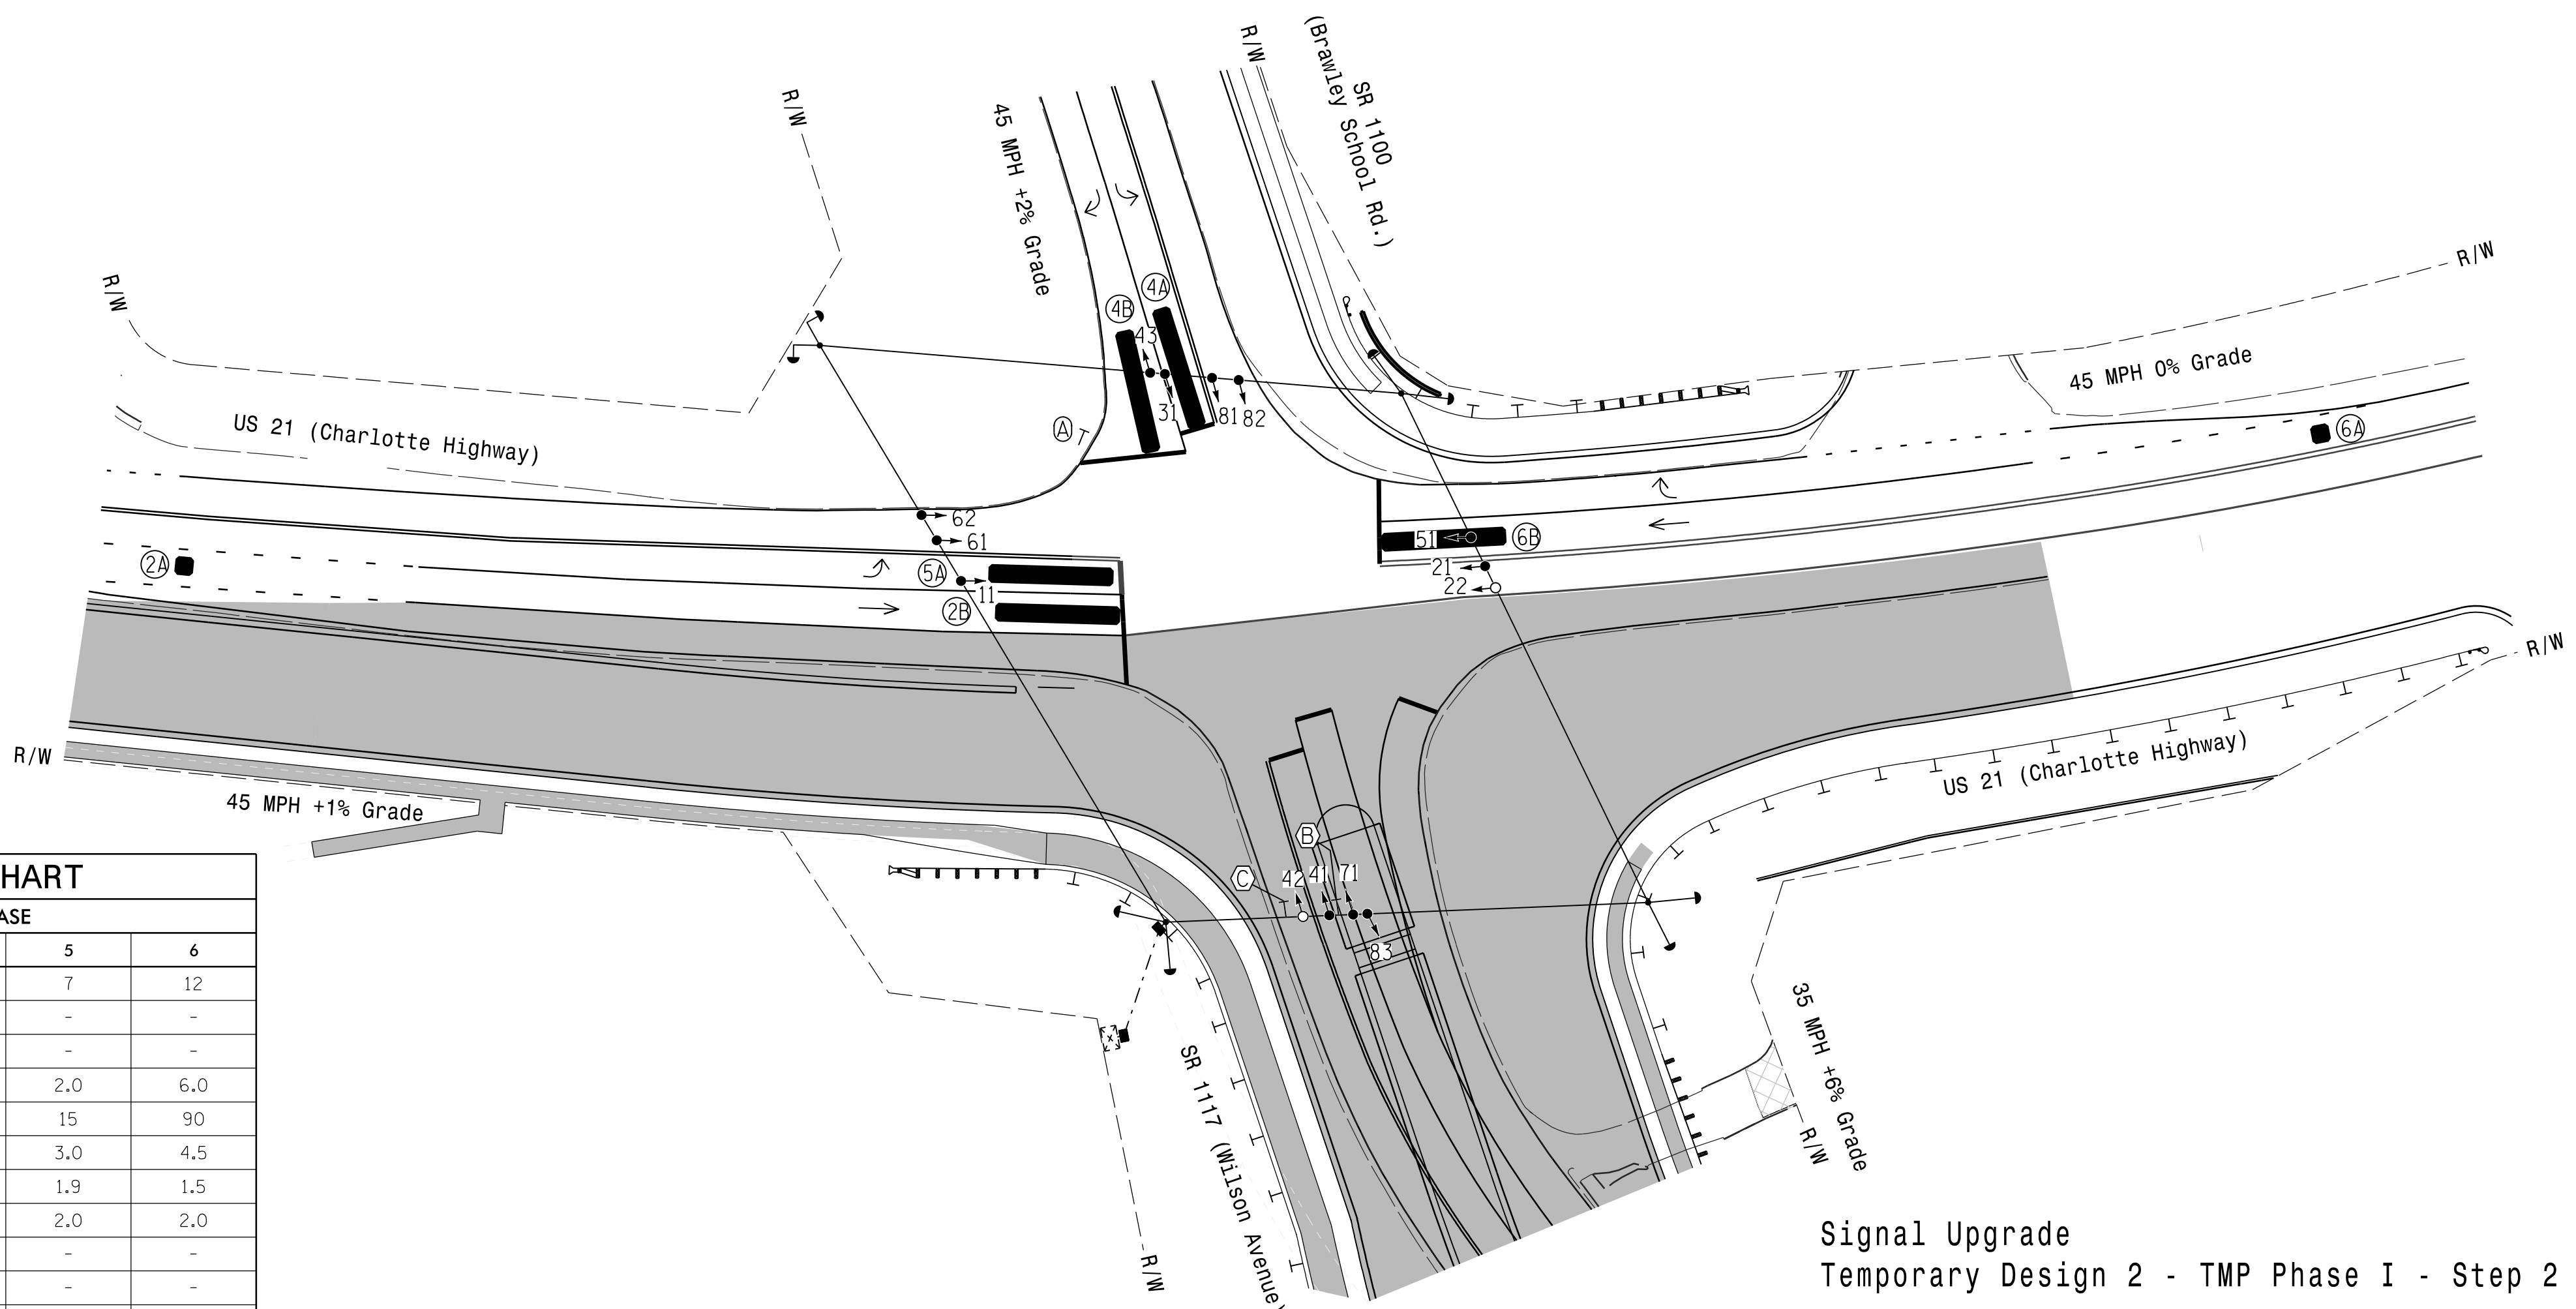 R/W
(Brawley School Rd.)
SR 1100
R/W
45 MPH +2% Grade
R/W
R/W
45 MPH 0% Grade
4A
4B
43
31
81
82
A
6A
US 21 (Charlotte Highway)
62
61
51
6B
2A
5A
21
11
22
2B
R/W
US 21 (Charlotte Highway)
R/W
45 MPH +1% Grade
B
C
42
41
71
83
HART
ASE
5 6
7 12
- -
- -
2.0 6.0
15 90
3.0 4.5
1.9 1.5
2.0 2.0
- -
- -
35 MPH +6% Grade
R/W
SR 1117 (Wilson Avenue)
R/W
Signal Upgrade
Temporary Design 2 - TMP Phase I - Step 2